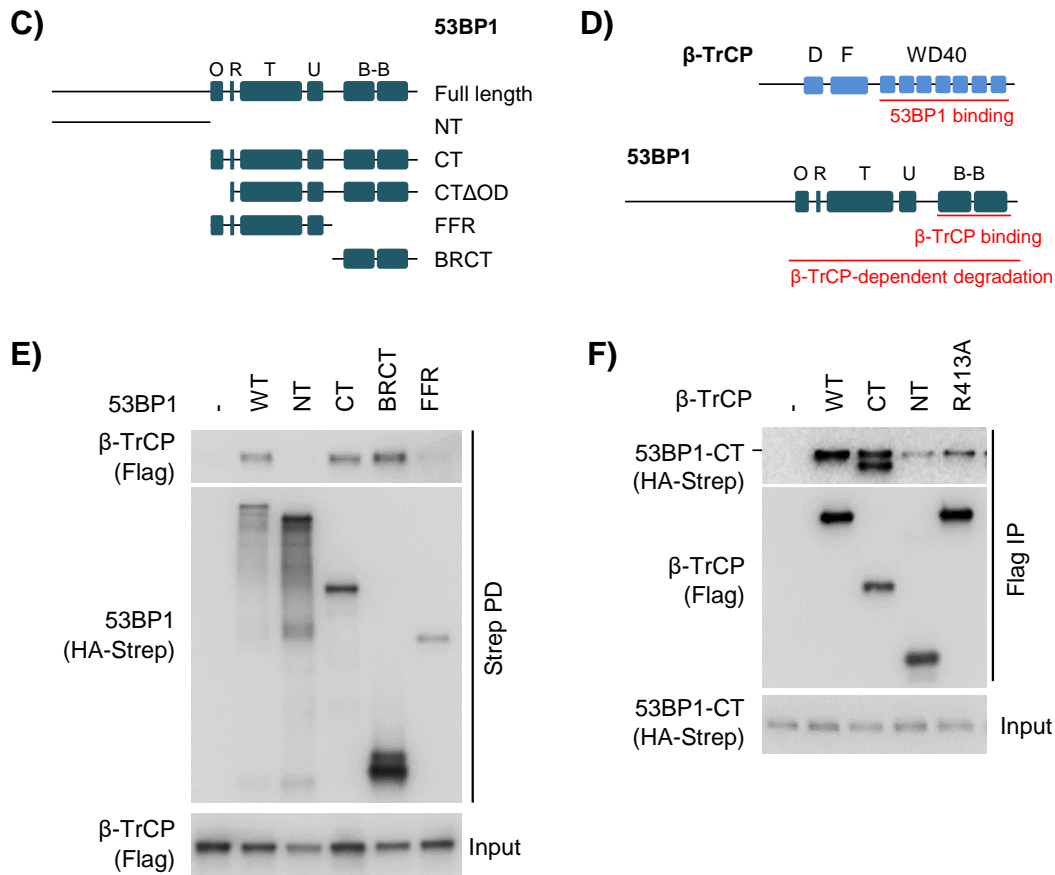 C)
53BP1
O R T U B-B
Full length
NT
CT
CTΔOD
FFR
BRCT
D)
β-TrCP
D F WD40
53BP1 binding
53BP1
O R T U B-B
β-TrCP binding
β-TrCP-dependent degradation
E)
53BP1 - WT NT CT BRCT FFR
β-TrCP
(Flag)
53BP1
(HA-Strep)
Strep PD
β-TrCP
(Flag)
Input
F)
β-TrCP - WT CT NT R413A
53BP1-CT
(HA-Strep)
β-TrCP
(Flag)
Flag IP
53BP1-CT
(HA-Strep)
Input